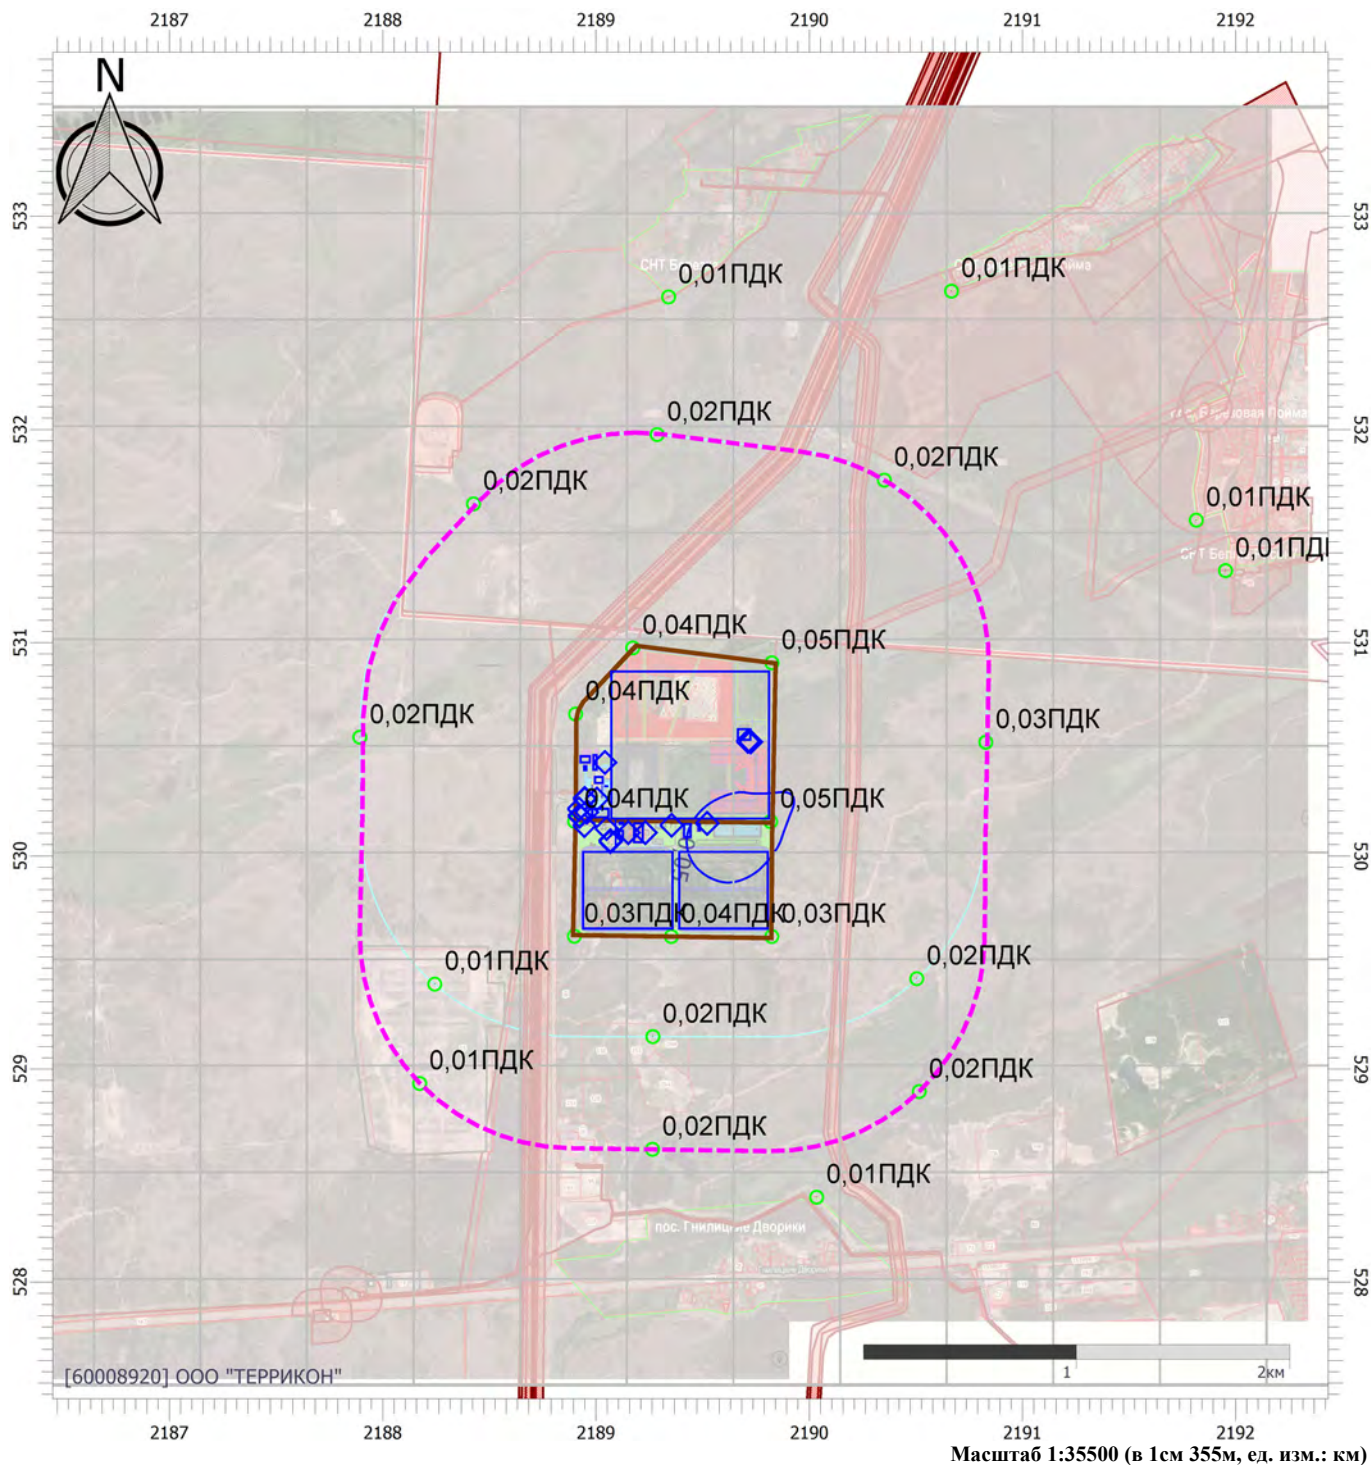 2187 2188 2189 2190 2191 2192
N
533 533
СНТ Бер
йма
0,01ПДК 0,01ПДК
532 532
0,02ПДК
0,02ПДК
0,02ПДК
0,01ПДК
0,01ПД
531 531
0,04ПДК
0,05ПДК
0,04ПДК
0,02ПДК
0,03ПДК
0,04ПДК
0,05ПДК
530 530
0,05
0,03ПДК 0,04ПДК 0,03ПДК
0,01ПДК
0,02ПДК
0,02ПДК
529 529
0,01ПДК
0,02ПДК
0,02ПДК
0,01ПДК
пос. Гнилицкие Дворики
528 528
[60008920] ООО "ТЕРРИКОН"
1 2км
2187 2188 2189 2190 2191 2192
Масштаб 1:35500 (в 1см 355м, ед. изм.: км)